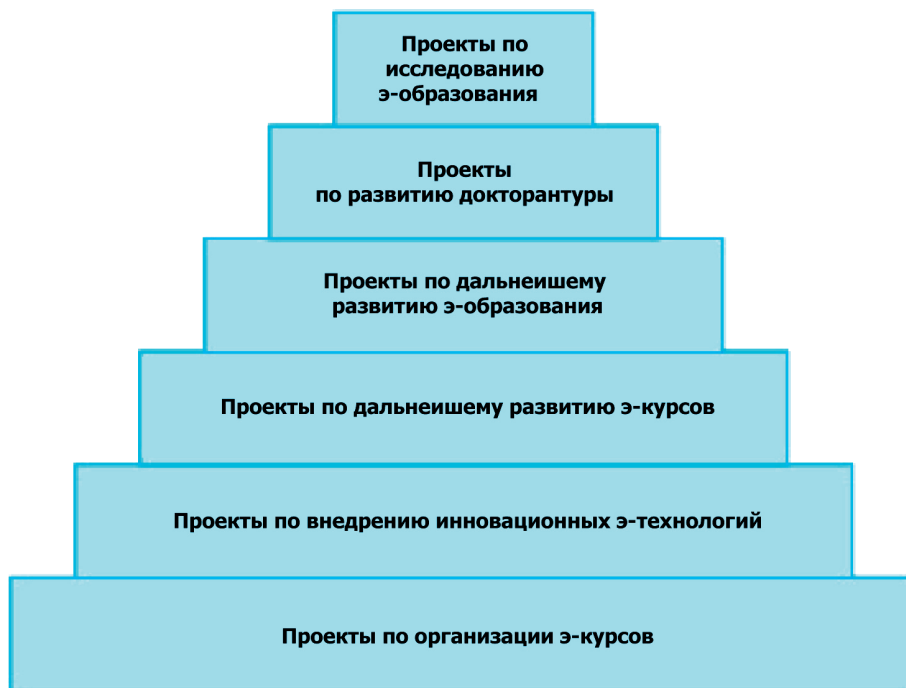 Проекты по
исследованию
э-образования
Проекты
по развитию докторантуры
Проекты по дальнеишему
развитию э-образования
Проекты по дальнеишему развитию э-курсов
Проекты по внедрению инновационных э-технологий
Проекты по организации э-курсов